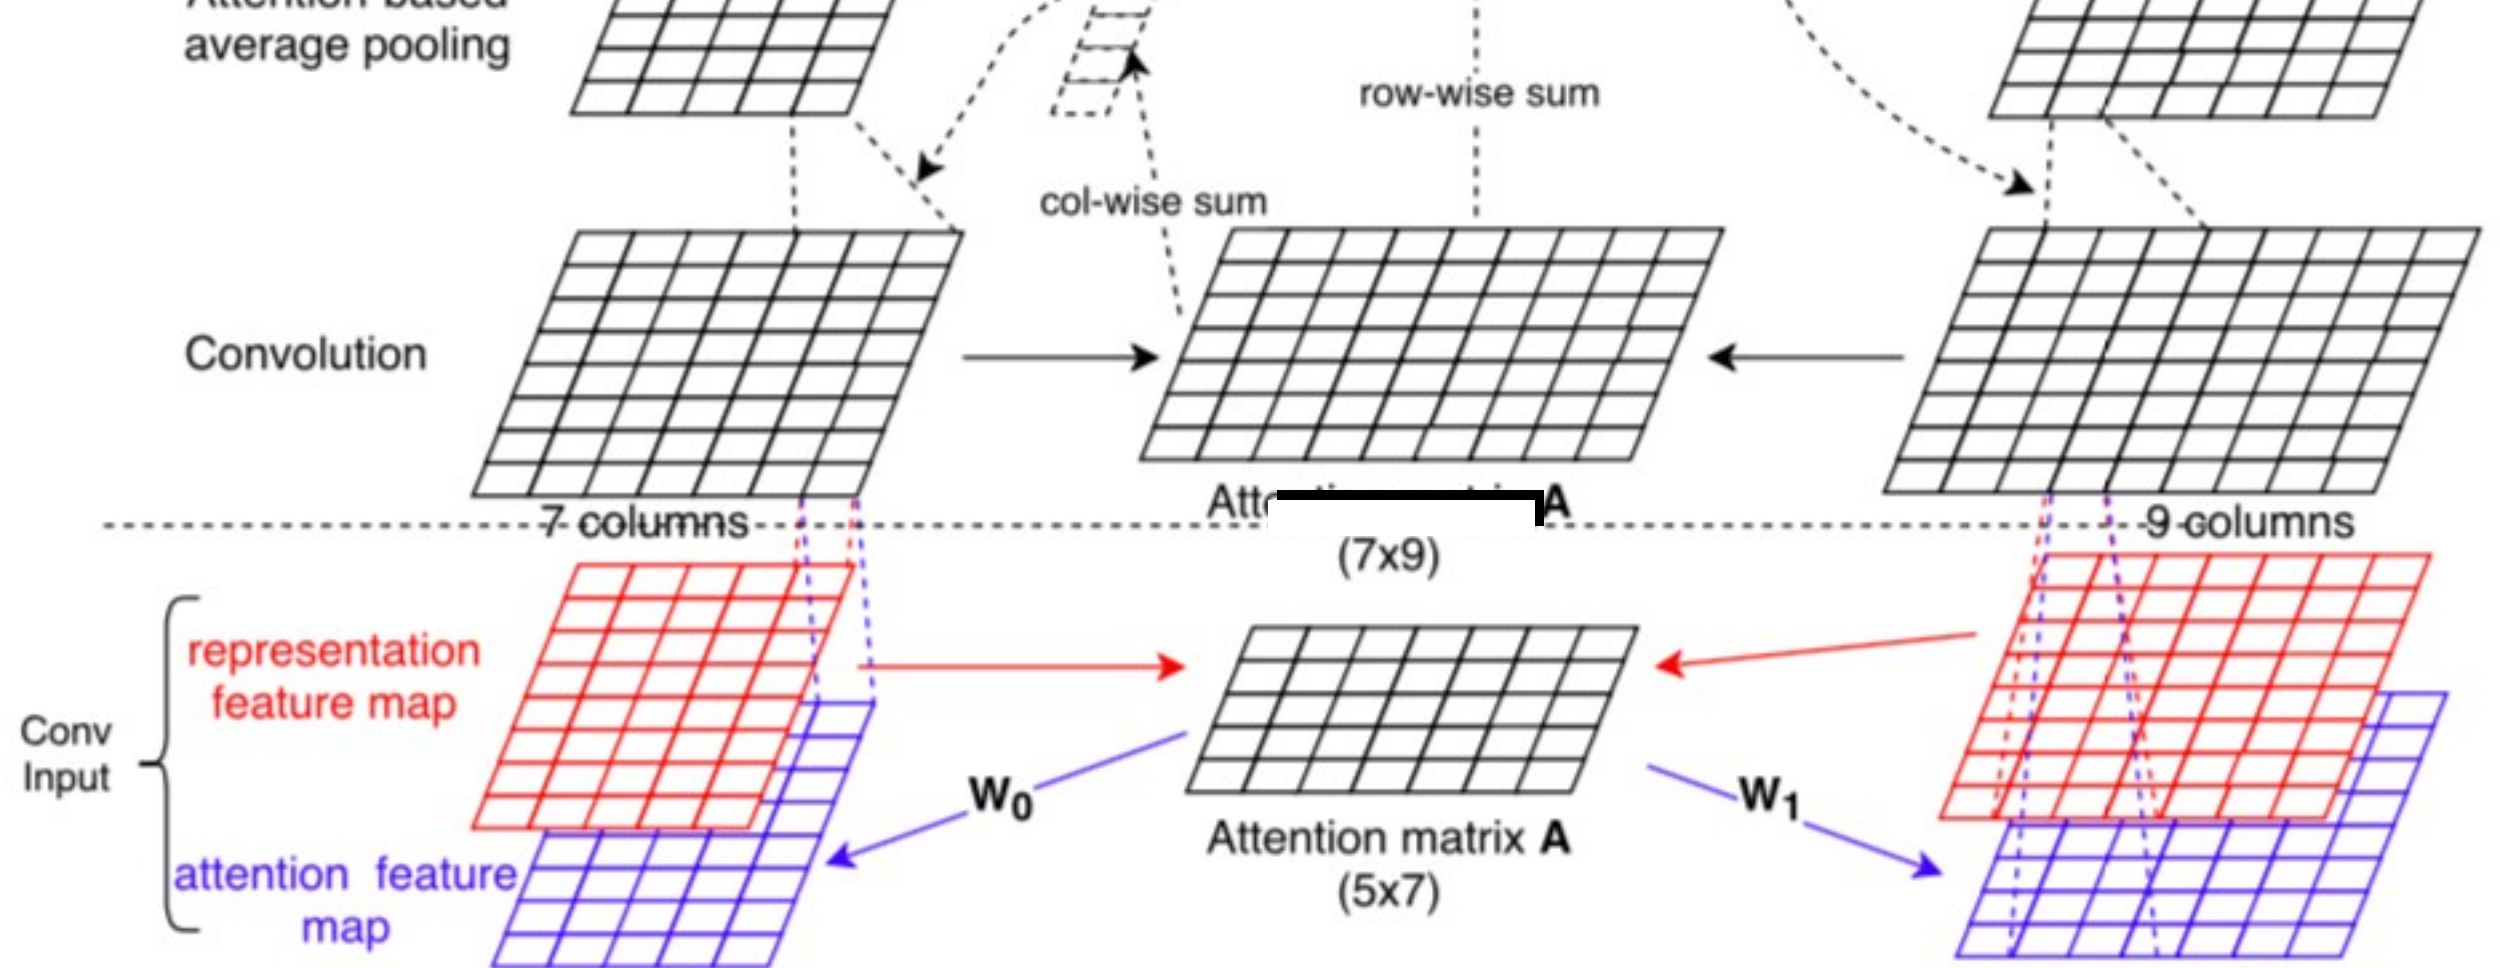 average pooling
row-wise sum
col-wise sum
Convolution
A
7 columns
9 columns
(7x9)
representation
feature map
Conv
Input
W0
W1
Attention matrix A
(5x7)
attention feature
map